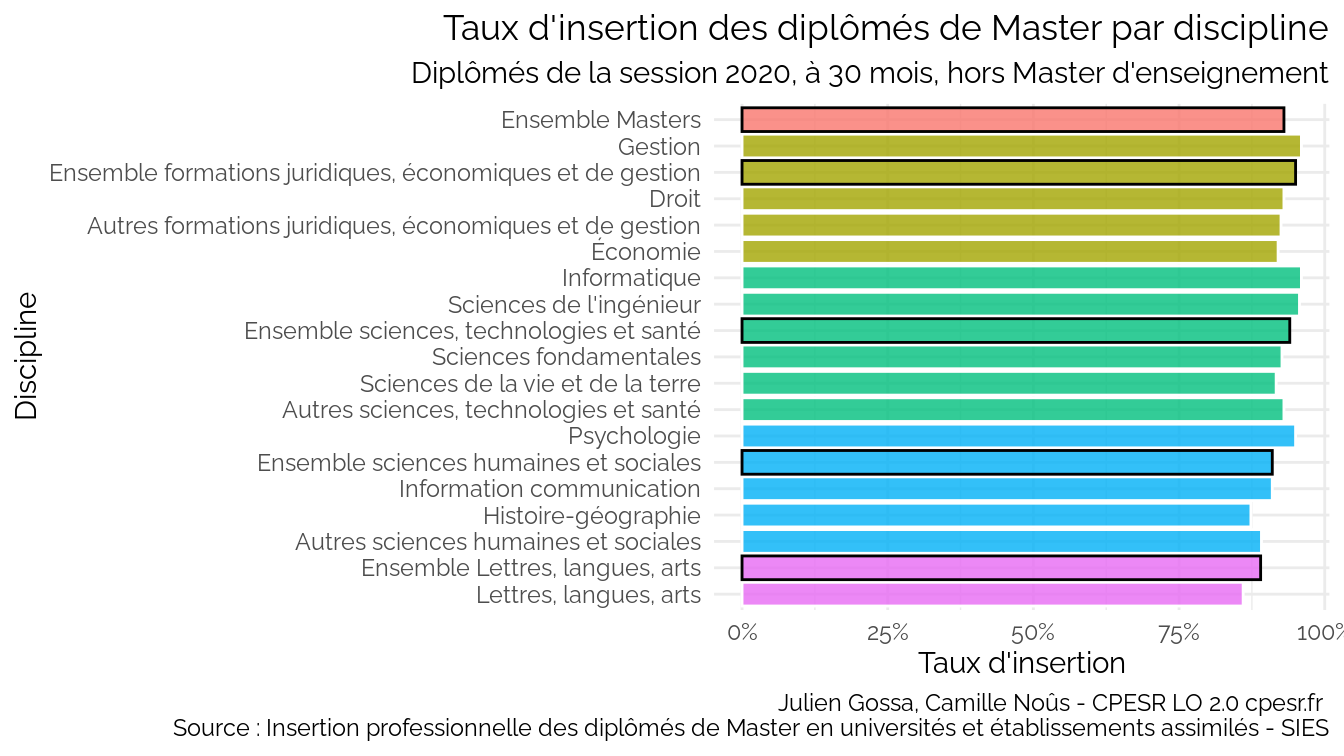 Taux d'insertion des diplômés de Master par discipline
Diplômés de la session 2020, à 30 mois, hors Master d'enseignement
Discipline
Ensemble Masters
Gestion
Ensemble formations juridiques, économiques et de gestion
Droit
Autres formations juridiques, économiques et de gestion
Économie
Informatique
Sciences de l'ingénieur
Ensemble sciences, technologies et santé
Sciences fondamentales
Sciences de la vie et de la terre
Autres sciences, technologies et santé
Psychologie
Ensemble sciences humaines et sociales
Information communication
Histoire-géographie
Autres sciences humaines et sociales
Ensemble Lettres, langues, arts
Lettres, langues, arts
0% 25% 50% 75% 100%
Taux d'insertion
Julien Gossa, Camille Noûs - CPESR LO 2.0 cpesr.fr
Source : Insertion professionnelle des diplômés de Master en universités et établissements assimilés - SIES